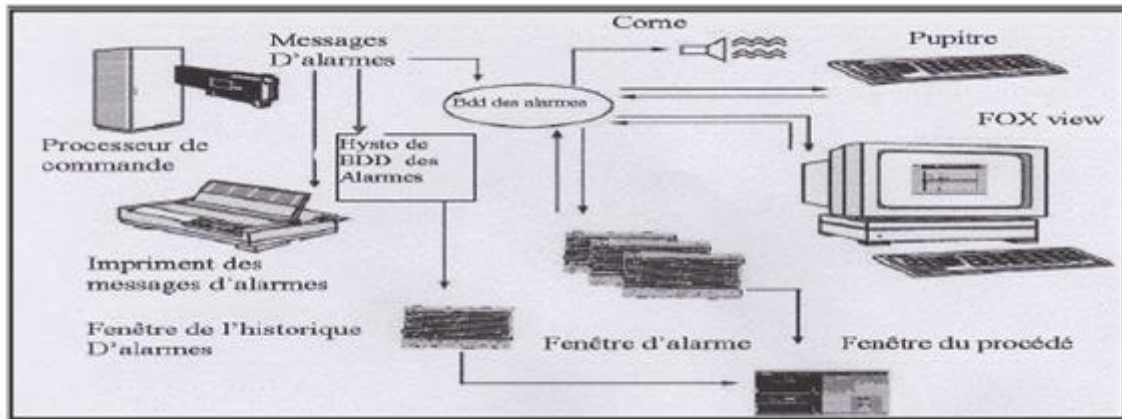 Messages
D'alarmes
Corne
Pupitre
Bdd des alarmes
FOX view
Processeur de
commande
Hysto de
BDD des
Alarmes
Impriment des
messages d'alarmes
Fenêtre de l'historique
D'alarmes
Fenêtre d'alarme
Fenêtre du procédé